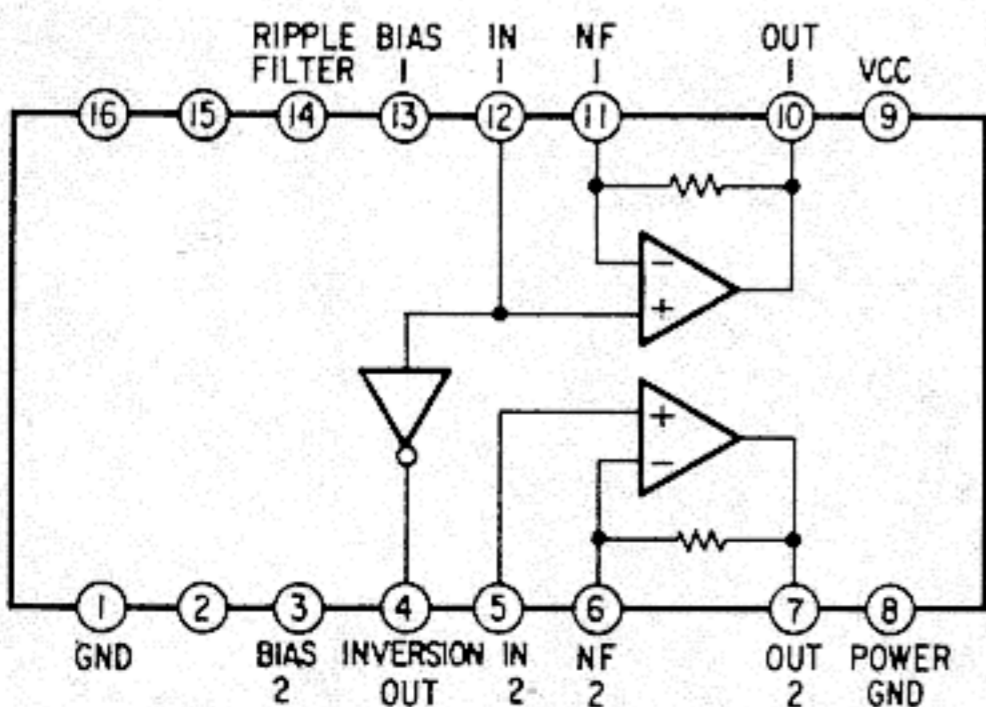 RIPPLE FILTER
BIAS 1
IN 1
NF 1
OUT 1
VCC
16
15
14
13
12
11
10
9
−
+
+
−
1
2
3
4
5
6
7
8
GND
BIAS 2
INVERSION OUT
IN 2
NF 2
OUT 2
POWER GND